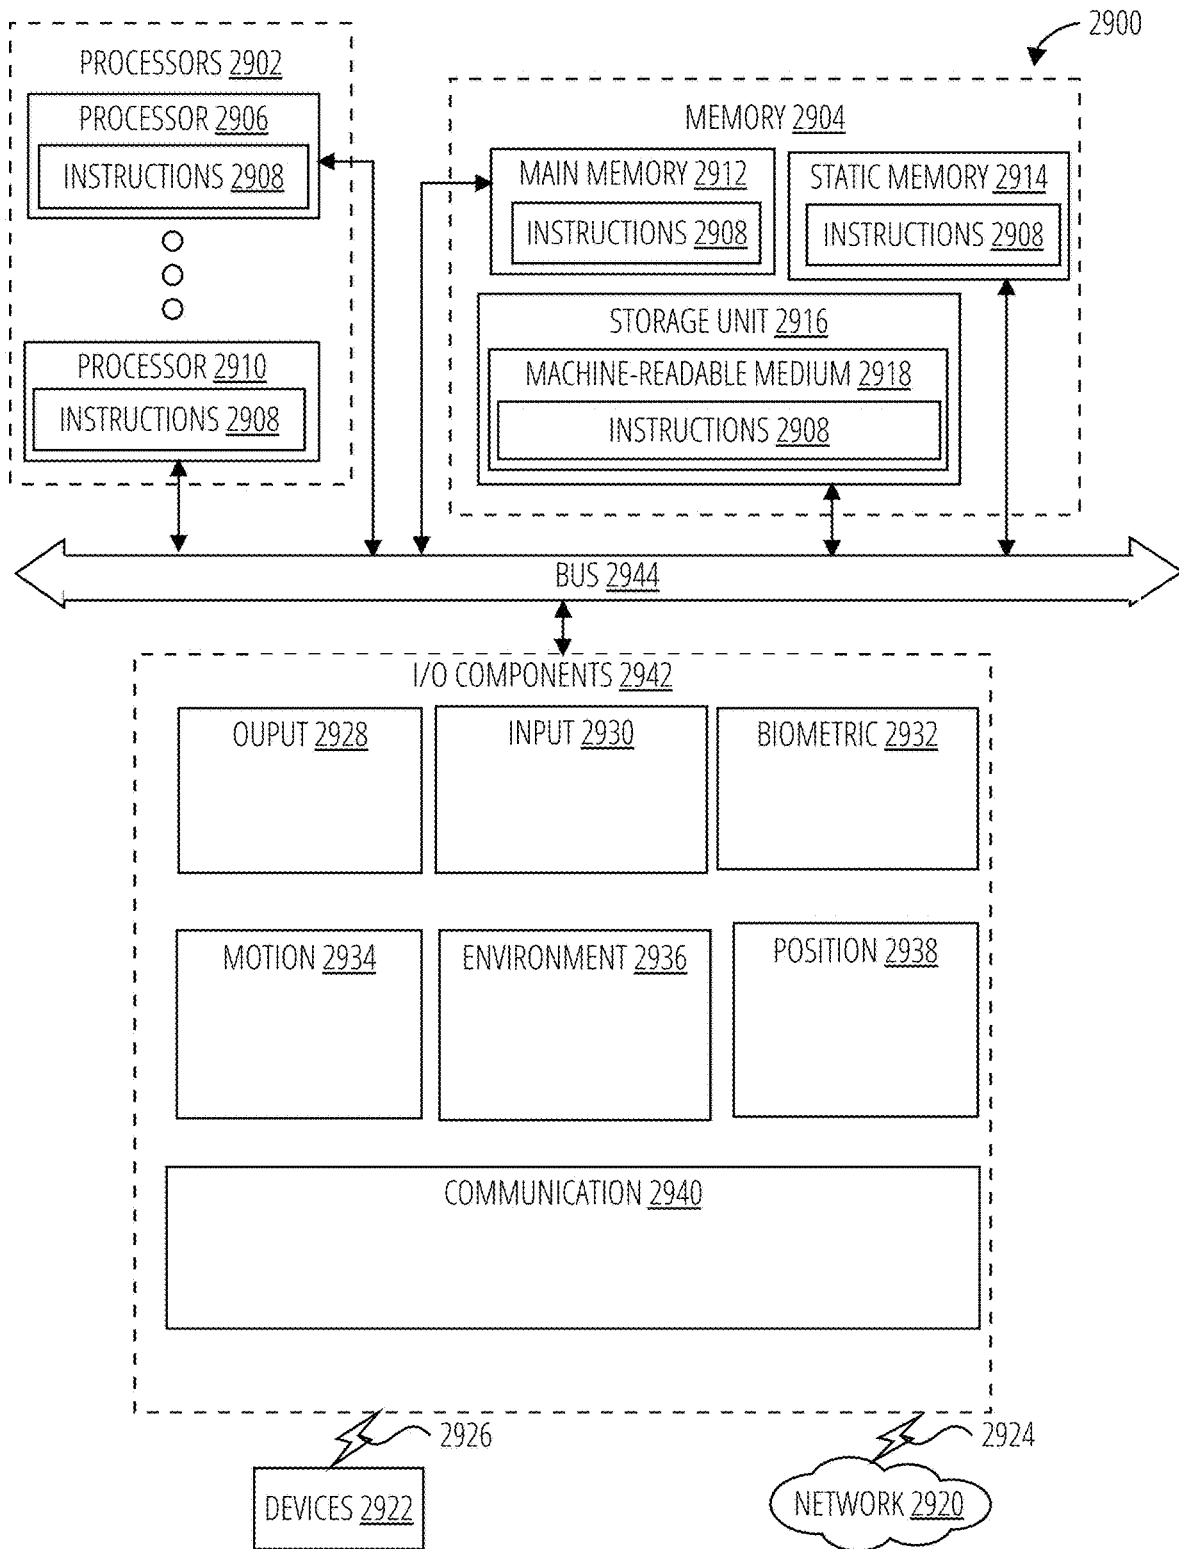 2900
PROCESSORS 2902
PROCESSOR 2906
INSTRUCTIONS 2908
PROCESSOR 2910
INSTRUCTIONS 2908
MEMORY 2904
MAIN MEMORY 2912
INSTRUCTIONS 2908
STATIC MEMORY 2914
INSTRUCTIONS 2908
STORAGE UNIT 2916
MACHINE-READABLE MEDIUM 2918
INSTRUCTIONS 2908
BUS 2944
I/O COMPONENTS 2942
OUPUT 2928
INPUT 2930
BIOMETRIC 2932
MOTION 2934
ENVIRONMENT 2936
POSITION 2938
COMMUNICATION 2940
2926
2924
DEVICES 2922
NETWORK 2920